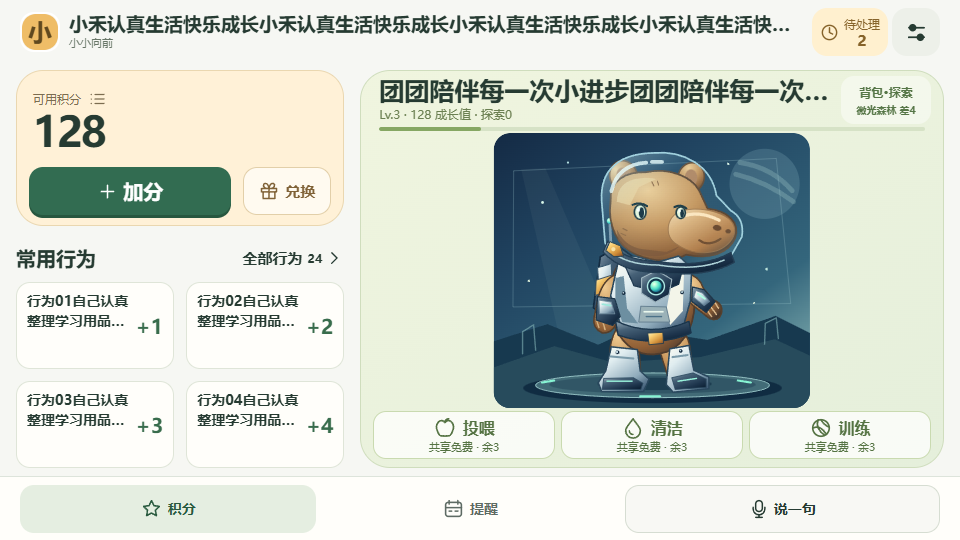 小
小禾认真生活快乐成长小禾认真生活快乐成长小禾认真生活快乐成长小禾认真生活快...
小小向前
待处理
2
可用积分
128
+ 加分
兑换
常用行为
全部行为 24
行为01自己认真
整理学习用品...
+1
行为02自己认真
整理学习用品...
+2
行为03自己认真
整理学习用品...
+3
行为04自己认真
整理学习用品...
+4
团团陪伴每一次小进步团团陪伴每一次...
Lv.3 · 128 成长值 · 探索0
背包•探索
微光森林 差4
投喂
共享免费 · 余3
清洁
共享免费 · 余3
训练
共享免费 · 余3
积分
提醒
说一句